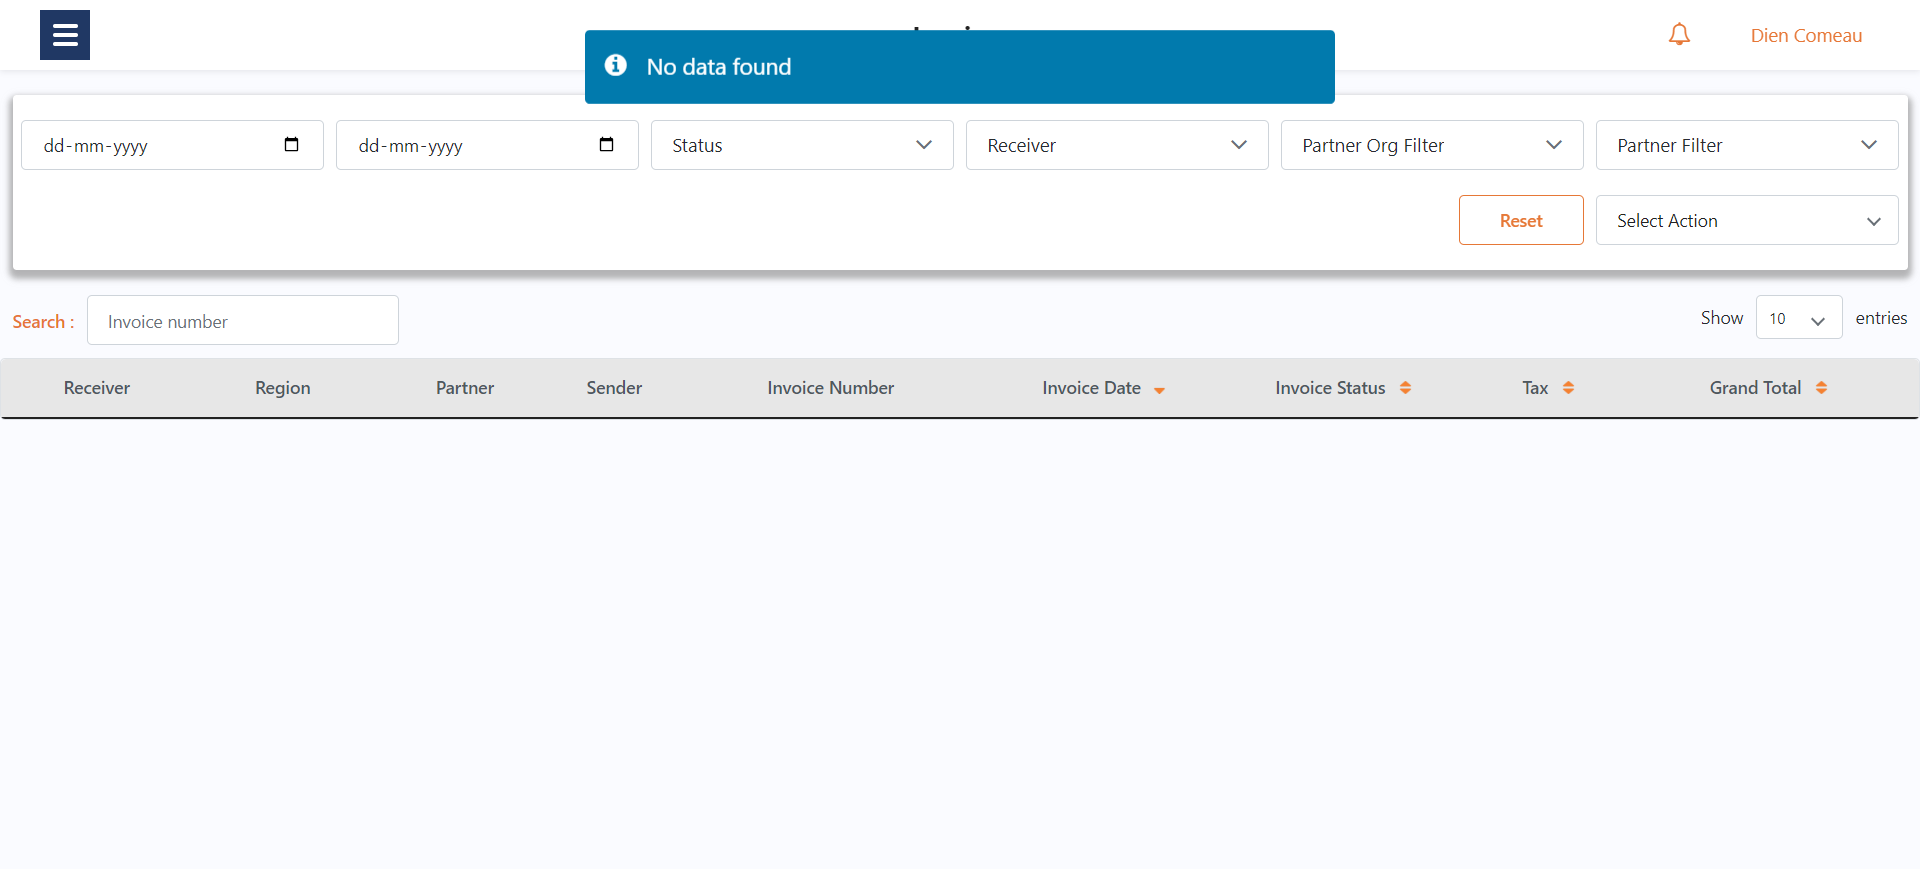 No data found
Dien Comeau
dd-mm-yyyy dd-mm-yyyy Status Receiver Partner Org Filter Partner Filter
Reset Select Action
Search : Invoice number Show 10 entries
Receiver Region Partner Sender Invoice Number Invoice Date Invoice Status Tax Grand Total